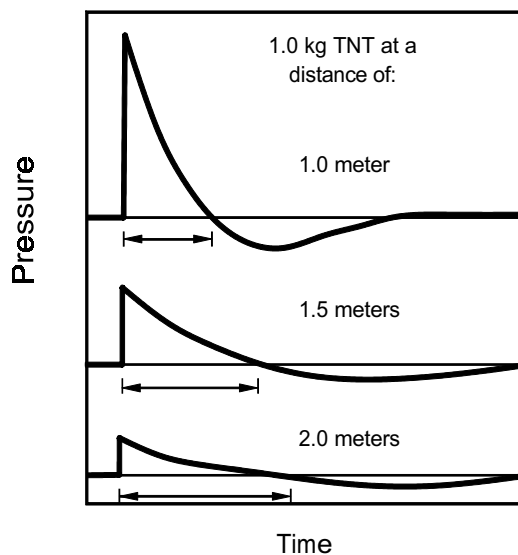 1.0 kg TNT at a
distance of:
1.0 meter
Pressure
1.5 meters
2.0 meters
Time